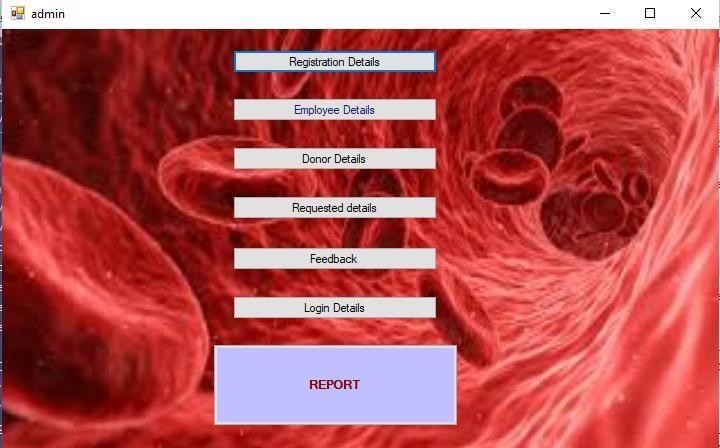 admin
Registration Details
Employee Details
Donor Details
Requested details
Feedback
Login Details
REPORT